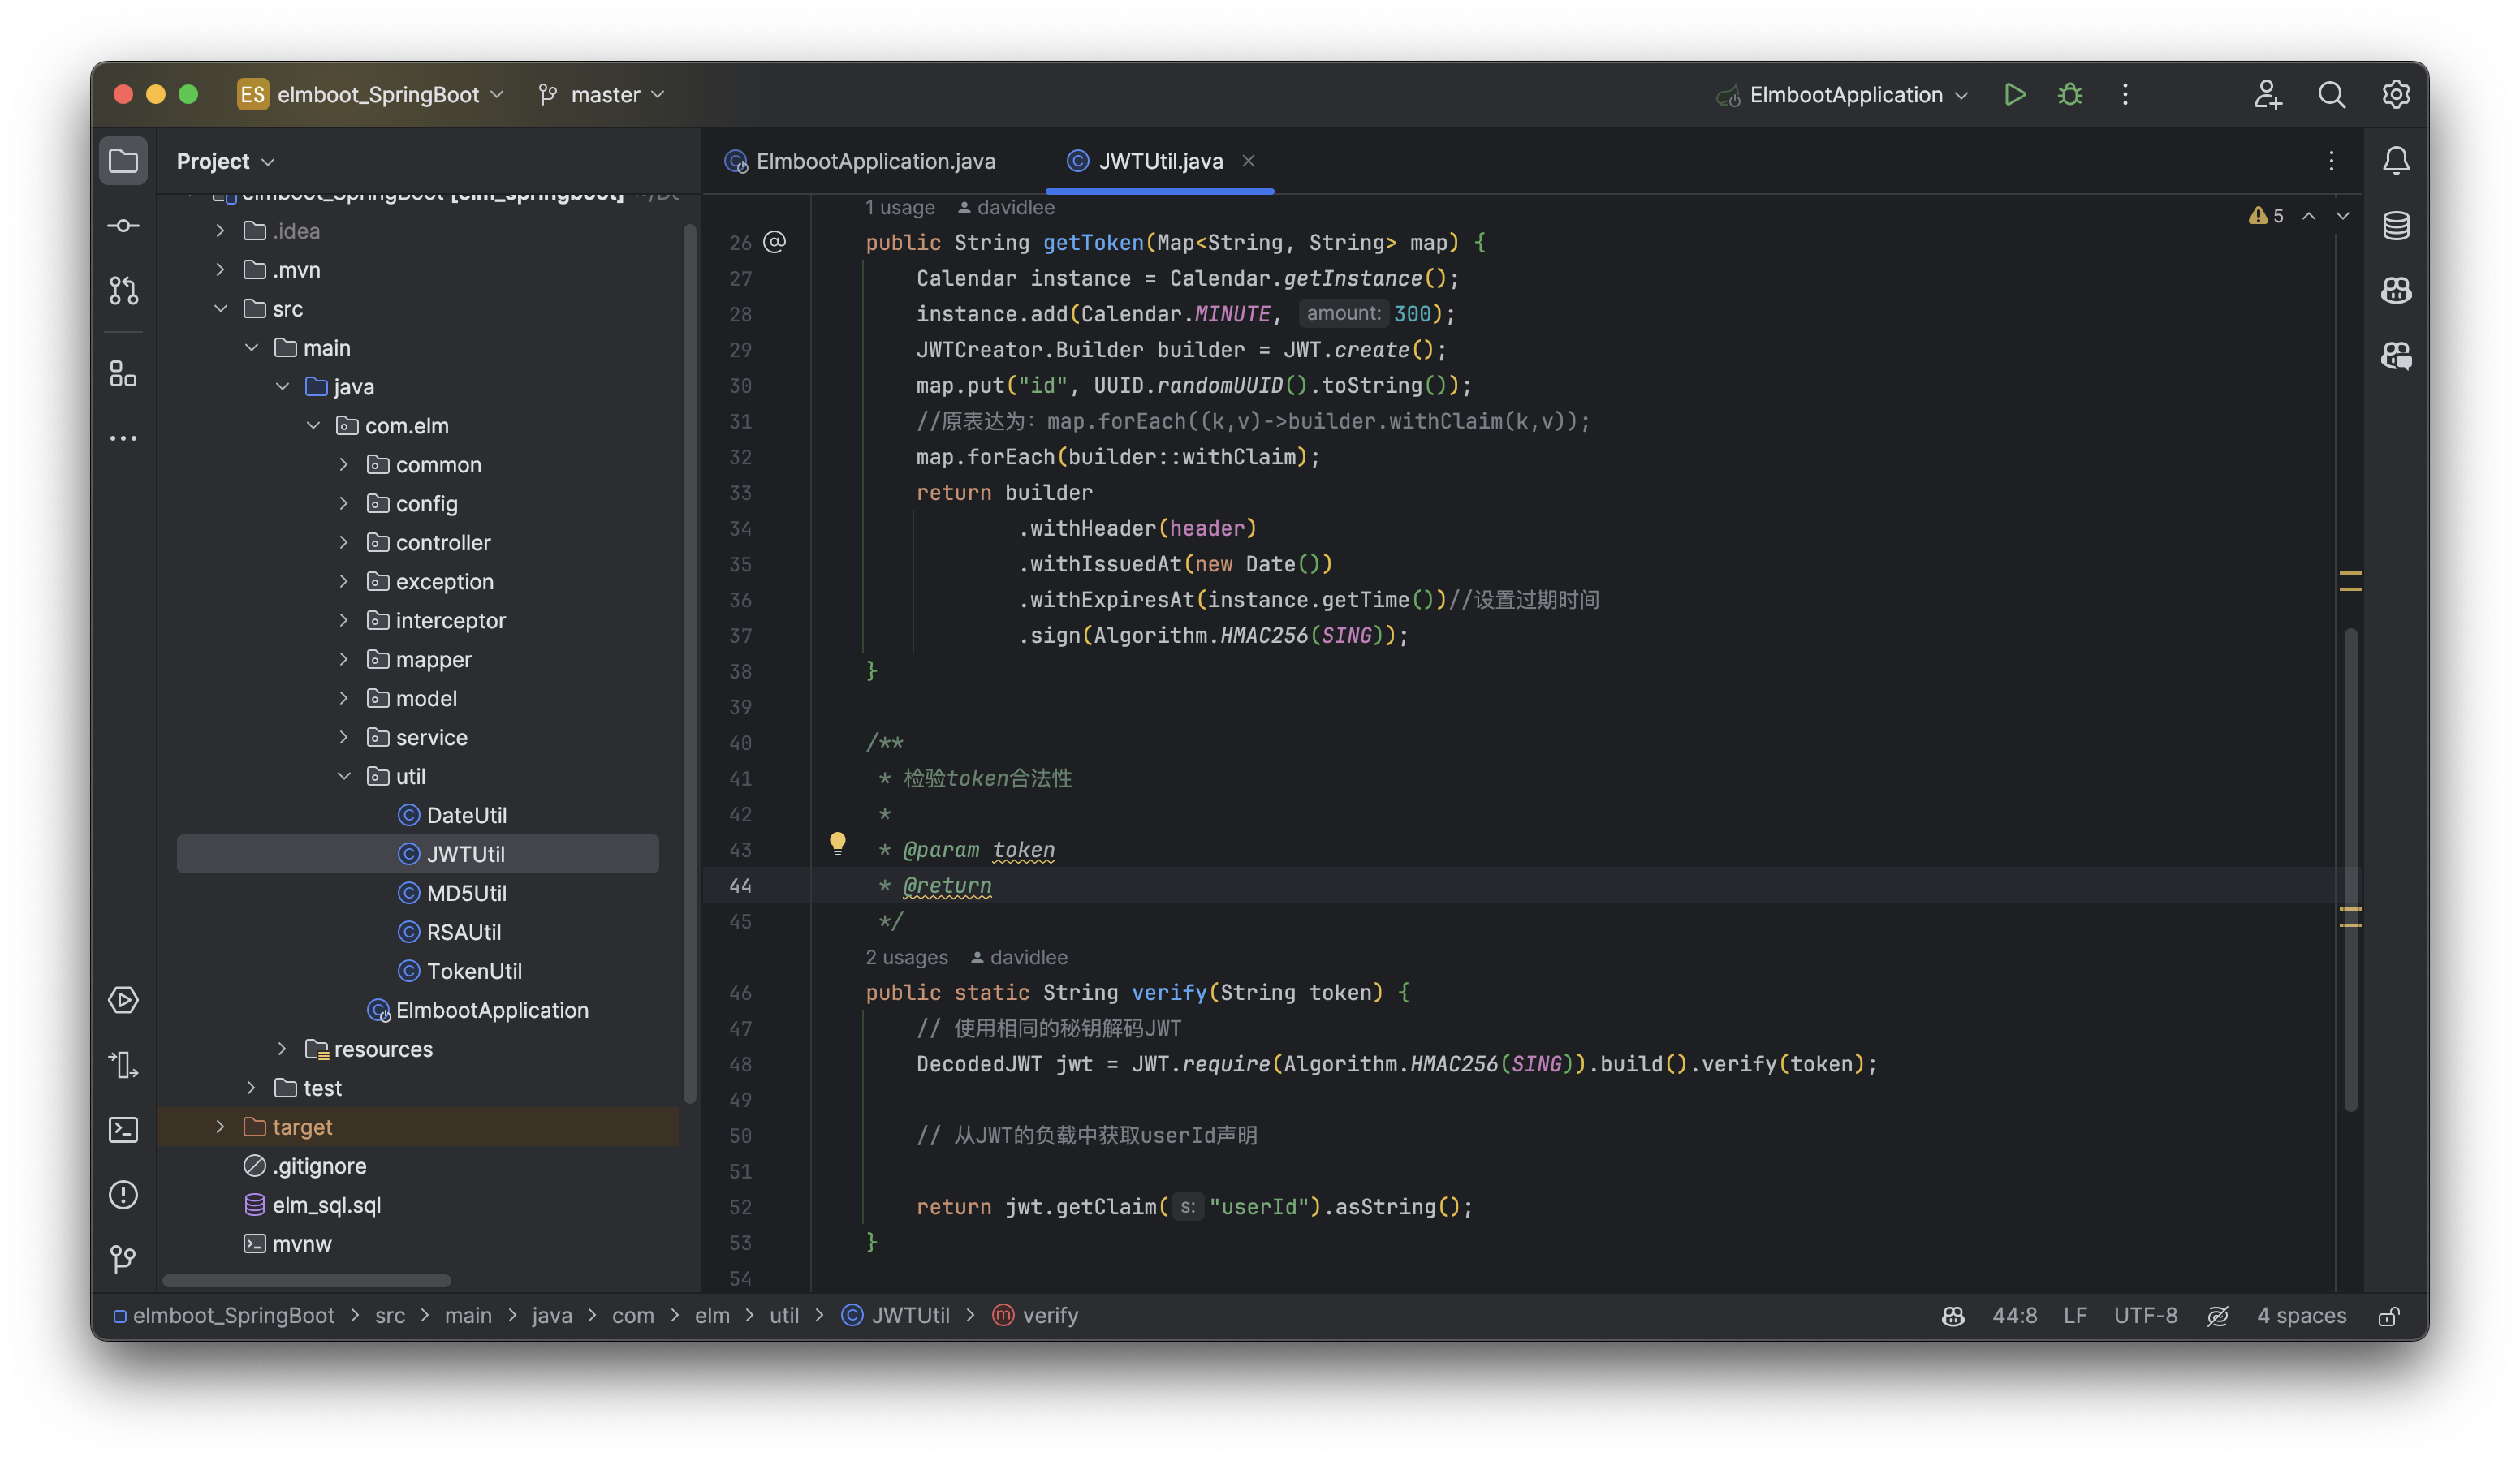 ES elmboot_SpringBoot master ElmbootApplication
Project
elmboot_SpringBoot [elm_springboot]
.idea
.mvn
src
main
java
com.elm
common
config
controller
exception
interceptor
mapper
model
service
util
DateUtil
JWTUtil
MD5Util
RSAUtil
TokenUtil
ElmbootApplication
resources
test
target
.gitignore
elm_sql.sql
mvnw
ElmbootApplication.java JWTUtil.java
5
1 usage davidlee
26 @ public String getToken(Map<String, String> map) {
27 Calendar instance = Calendar.getInstance();
28 instance.add(Calendar.MINUTE, amount: 300);
29 JWTCreator.Builder builder = JWT.create();
30 map.put("id", UUID.randomUUID().toString());
31 //原表达为：map.forEach((k,v)->builder.withClaim(k,v));
32 map.forEach(builder::withClaim);
33 return builder
34 .withHeader(header)
35 .withIssuedAt(new Date())
36 .withExpiresAt(instance.getTime())//设置过期时间
37 .sign(Algorithm.HMAC256(SING));
38 }
39
40 /**
41 * 检验token合法性
42 *
43 * @param token
44 * @return
45 */
2 usages davidlee
46 public static String verify(String token) {
47 // 使用相同的秘钥解码JWT
48 DecodedJWT jwt = JWT.require(Algorithm.HMAC256(SING)).build().verify(token);
49
50 // 从JWT的负载中获取userId声明
51
52 return jwt.getClaim( s: "userId").asString();
53 }
54
elmboot_SpringBoot > src > main > java > com > elm > util > JWTUtil > verify 44:8 LF UTF-8 4 spaces